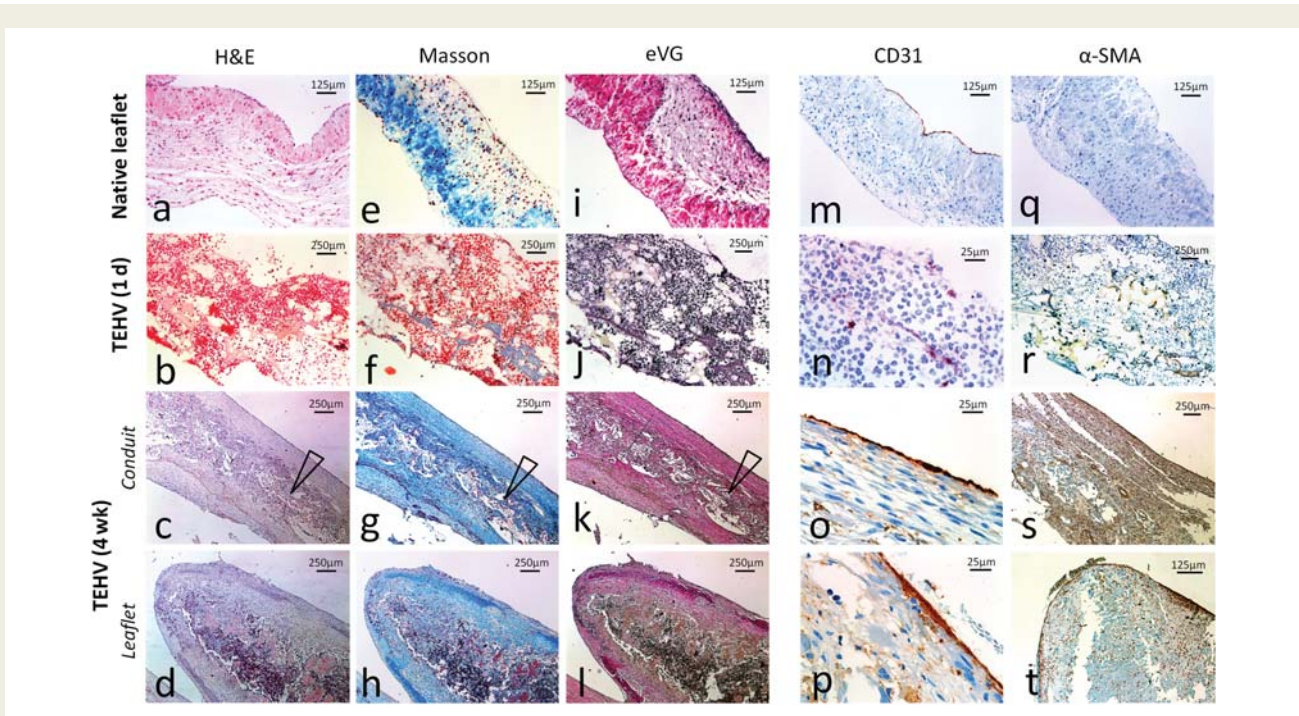 H&E Masson eVG CD31 α-SMA
Native leaflet
125µm 125µm 125µm 125µm 125µm
a e i m q
TEHV (1 d)
250µm 250µm 250µm 25µm 250µm
b f j n r
TEHV (4 wk)
Conduit
250µm 250µm 250µm 25µm 250µm
c g k o s
Leaflet
250µm 250µm 250µm 25µm 125µm
d h l p t